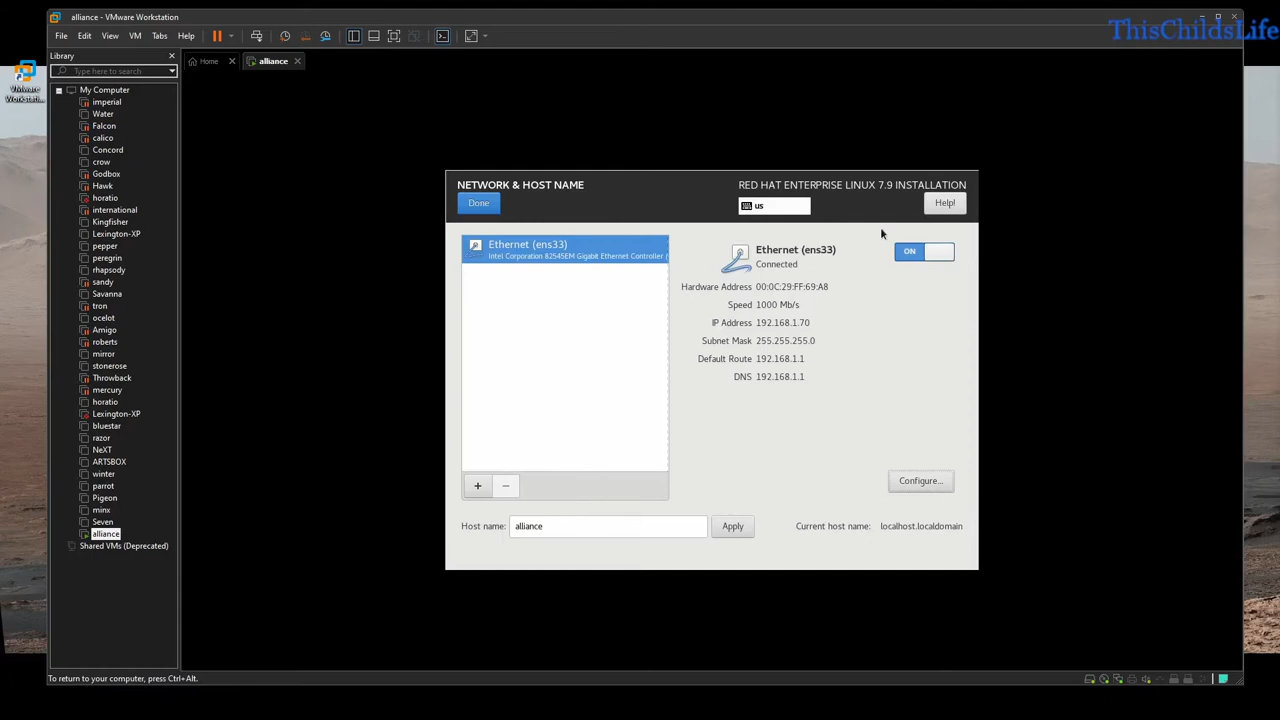 alliance - VMware Workstation
ThisChildsLife
File Edit View VM Tabs Help
Library
Type here to search
Home
alliance
VMware
Workstati...
My Computer
imperial
Water
Falcon
calico
Concord
crow
Godbox
Hawk
horatio
international
Kingfisher
Lexington-XP
pepper
peregrin
rhapsody
sandy
Savanna
tron
ocelot
Amigo
roberts
mirror
stonerose
Throwback
mercury
horatio
Lexington-XP
bluestar
razor
NeXT
ARTSBOX
winter
parrot
Pigeon
minx
Seven
alliance
Shared VMs (Deprecated)
NETWORK & HOST NAME
RED HAT ENTERPRISE LINUX 7.9 INSTALLATION
Done
us
Help!
Ethernet (ens33)
Intel Corporation 82545EM Gigabit Ethernet Controller (
Ethernet (ens33)
Connected
ON
Hardware Address 00:0C:29:FF:69:A8
Speed 1000 Mb/s
IP Address 192.168.1.70
Subnet Mask 255.255.255.0
Default Route 192.168.1.1
DNS 192.168.1.1
+ −
Configure...
Host name: alliance Apply Current host name: localhost.localdomain
To return to your computer, press Ctrl+Alt.